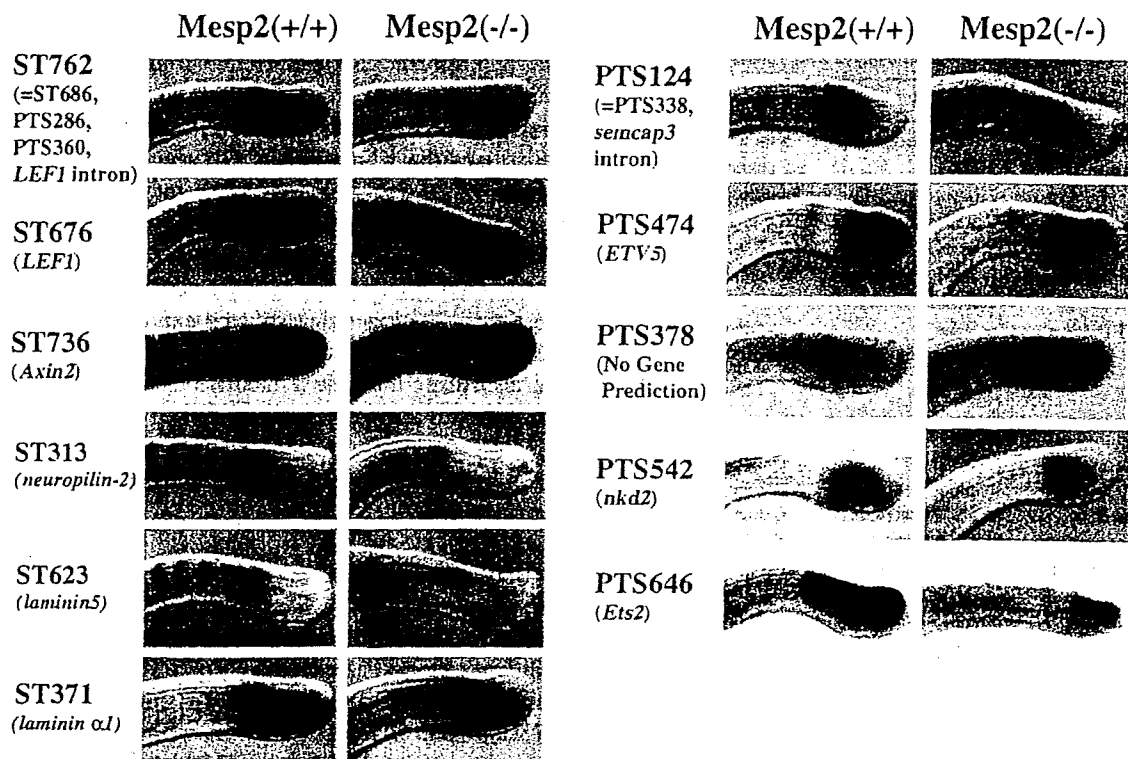 Mesp2(+/+) Mesp2(-/-)
ST762
(=ST686,
PTS286,
PTS360,
LEF1 intron)
ST676
(LEF1)
ST736
(Axin2)
ST313
(neuropilin-2)
ST623
(laminin5)
ST371
(laminin α1)
Mesp2(+/+) Mesp2(-/-)
PTS124
(=PTS338,
semcap3
intron)
PTS474
(ETV5)
PTS378
(No Gene
Prediction)
PTS542
(nkd2)
PTS646
(Ets2)